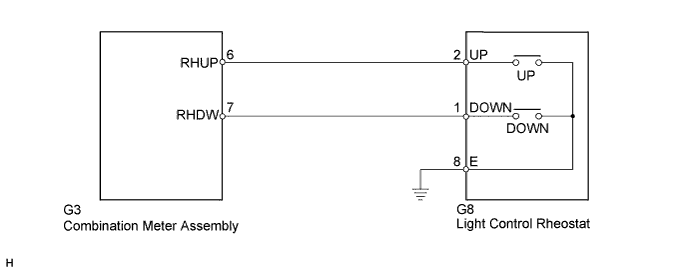 RHUP 6 2 UP
UP
RHDW 7 1 DOWN
DOWN
8 E
G3
Combination Meter Assembly
G8
Light Control Rheostat
H